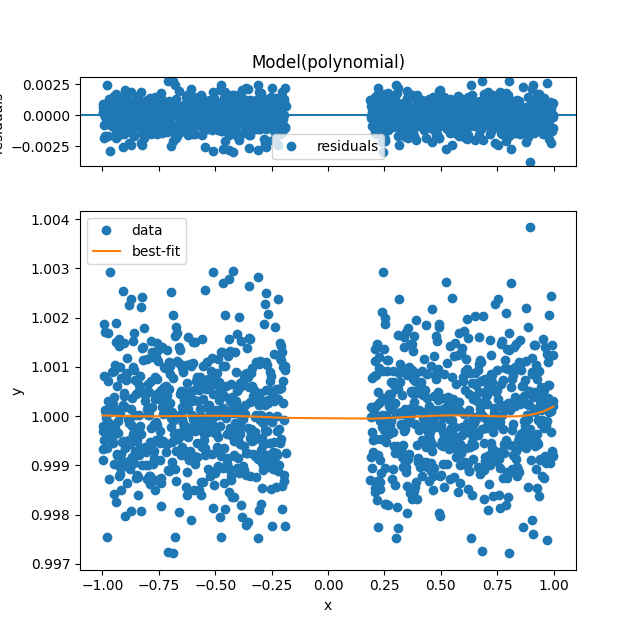 Model(polynomial)
0.0025
0.0000
−0.0025
residuals
residuals
1.004
1.003
1.002
1.001
1.000
0.999
0.998
0.997
y
data
best-fit
−1.00 −0.75 −0.50 −0.25 0.00 0.25 0.50 0.75 1.00
x